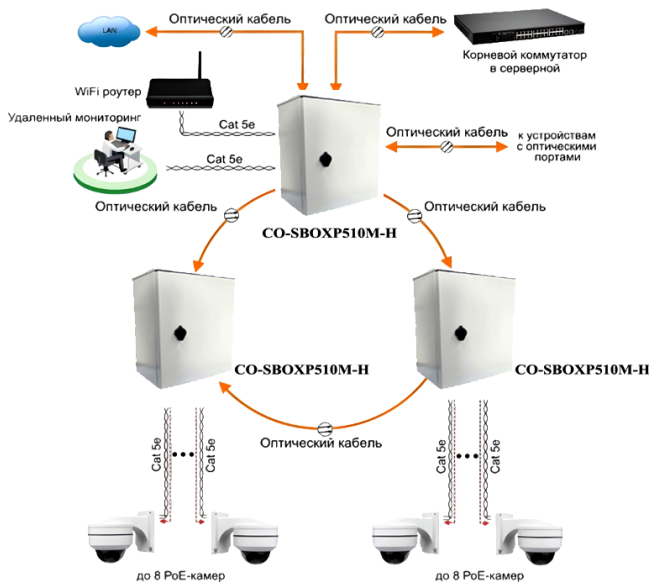 Оптический кабель
Оптический кабель
LAN
Корневой коммутатор
в серверной
WiFi роутер
Cat 5e
Удаленный мониторинг
Оптический кабель
к устройствам
с оптическими
портами
Cat 5e
Оптический кабель
Оптический кабель
CO-SBOXP510M-H
CO-SBOXP510M-H
CO-SBOXP510M-H
Оптический кабель
Cat 5e
Cat 5e
Cat 5e
Cat 5e
до 8 PoE-камер
до 8 PoE-камер